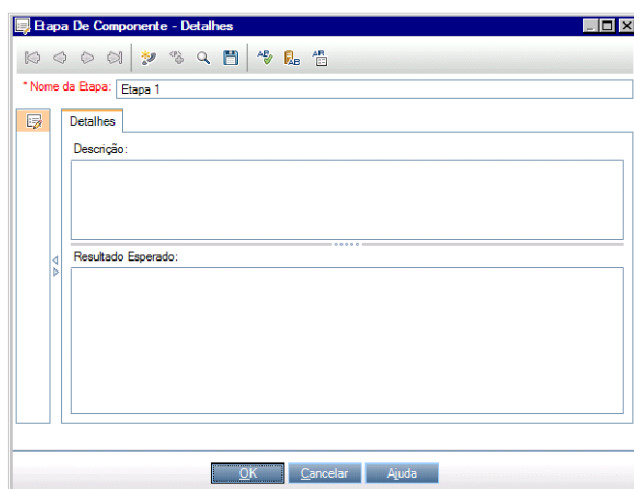 Etapa De Componente - Detalhes
* Nome da Etapa: Etapa 1
Detalhes
Descrição:
Resultado Esperado:
OK Cancelar Ajuda